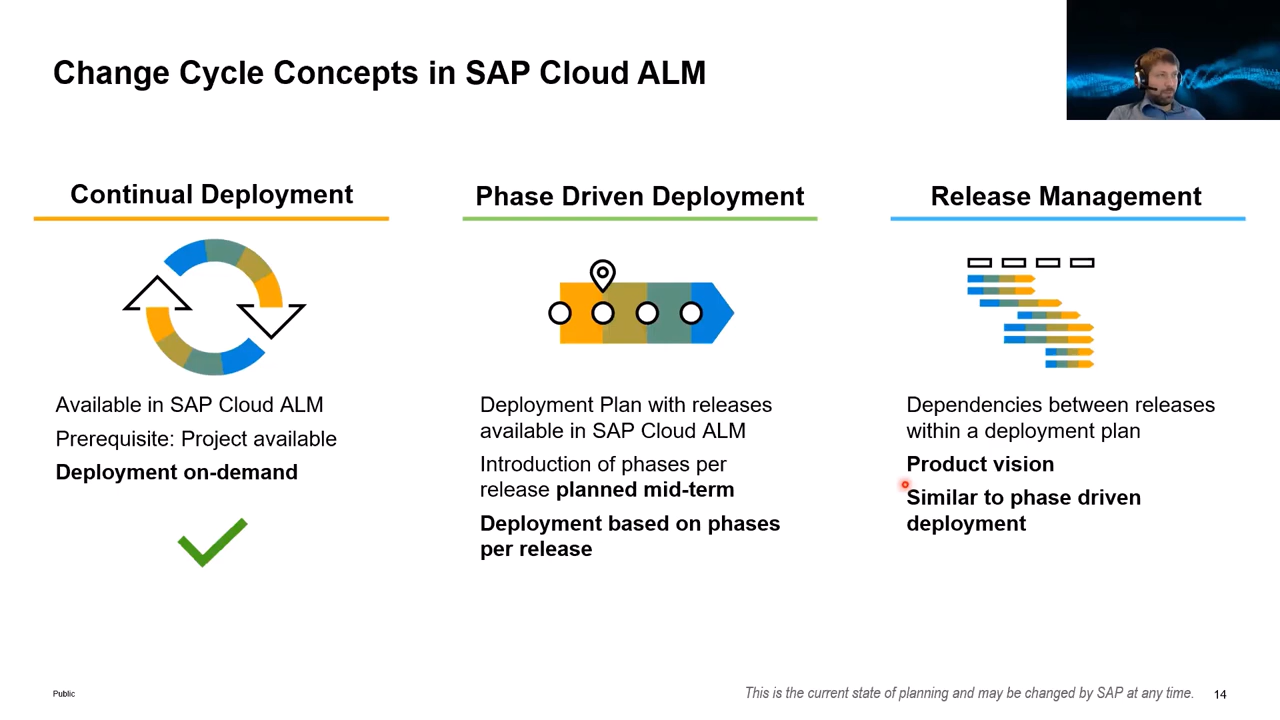 Change Cycle Concepts in SAP Cloud ALM
Continual Deployment
Available in SAP Cloud ALM
Prerequisite: Project available
Deployment on-demand
Phase Driven Deployment
Deployment Plan with releases
available in SAP Cloud ALM
Introduction of phases per
release planned mid-term
Deployment based on phases
per release
Release Management
Dependencies between releases
within a deployment plan
Product vision
Similar to phase driven
deployment
Public
This is the current state of planning and may be changed by SAP at any time.
14